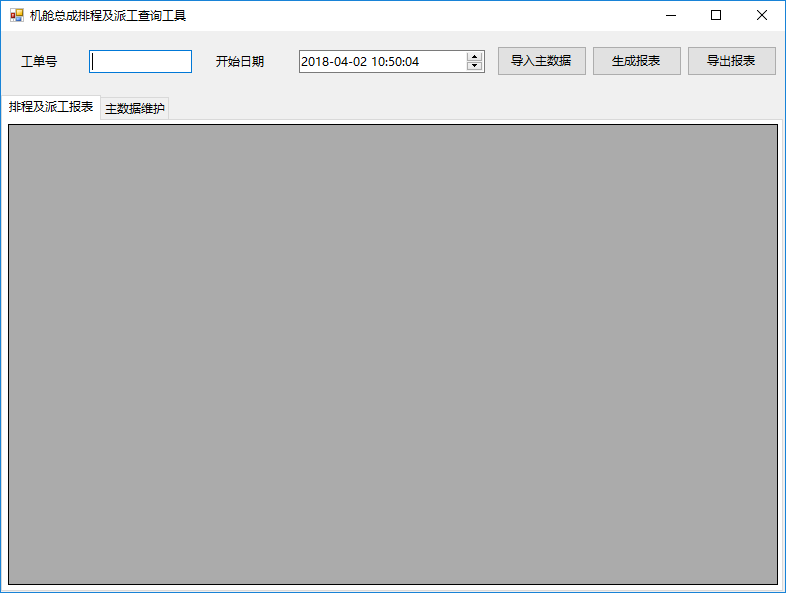 机舱总成排程及派工查询工具
工单号 开始日期 2018-04-02 10:50:04 导入主数据 生成报表 导出报表
排程及派工报表 主数据维护